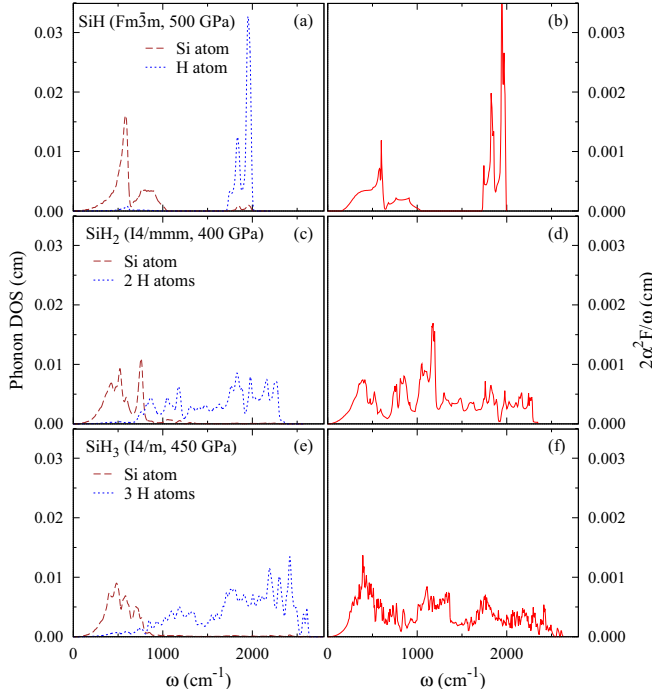 SiH (Fm3̄m, 500 GPa) (a) (b)
Si atom
H atom
0.03
0.02
0.01
0.00
0.003
0.002
0.001
0.000
SiH₂ (I4/mmm, 400 GPa) (c) (d)
Si atom
2 H atoms
0.03
0.02
0.01
0.00
0.003
0.002
0.001
0.000
SiH₃ (I4/m, 450 GPa) (e) (f)
Si atom
3 H atoms
0.03
0.02
0.01
0.00
0.003
0.002
0.001
0.000
Phonon DOS (cm)
2α²F/ω (cm)
0 1000 2000 0 1000 2000
ω (cm⁻¹) ω (cm⁻¹)